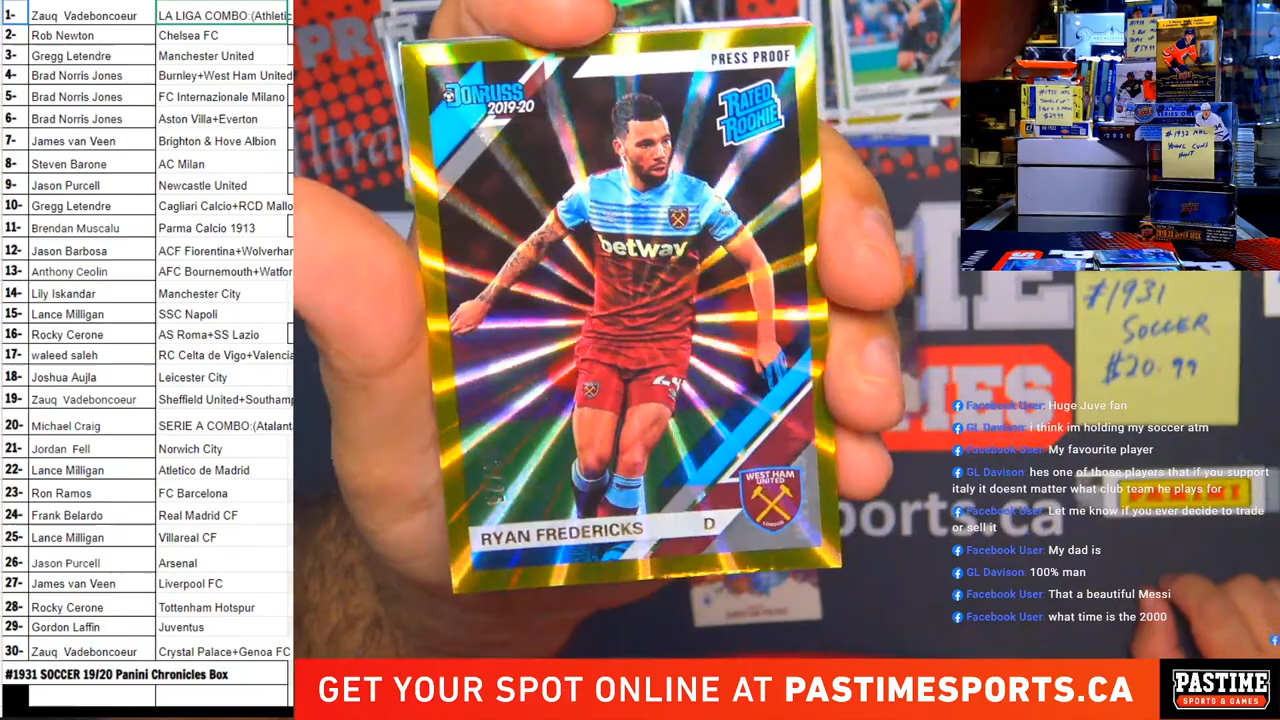 1- Zauq Vadeboncoeur LA LIGA COMBO:(Athletic
2- Rob Newton Chelsea FC
3- Gregg Letendre Manchester United
4- Brad Norris Jones Burnley+West Ham United
5- Brad Norris Jones FC Internazionale Milano
6- Brad Norris Jones Aston Villa+Everton
7- James van Veen Brighton & Hove Albion
8- Steven Barone AC Milan
9- Jason Purcell Newcastle United
10- Gregg Letendre Cagliari Calcio+RCD Mallo
11- Brendan Muscalu Parma Calcio 1913
12- Jason Barbosa ACF Fiorentina+Wolverham
13- Anthony Ceolin AFC Bournemouth+Watfor
14- Lily Iskandar Manchester City
15- Lance Milligan SSC Napoli
16- Rocky Cerone AS Roma+SS Lazio
17- waleed saleh RC Celta de Vigo+Valencia
18- Joshua Aujla Leicester City
19- Zauq Vadeboncoeur Sheffield United+Southamp
20- Michael Craig SERIE A COMBO:(Atalant
21- Jordan Fell Norwich City
22- Lance Milligan Atletico de Madrid
23- Ron Ramos FC Barcelona
24- Frank Belardo Real Madrid CF
25- Lance Milligan Villareal CF
26- Jason Purcell Arsenal
27- James van Veen Liverpool FC
28- Rocky Cerone Tottenham Hotspur
29- Gordon Laffin Juventus
30- Zauq Vadeboncoeur Crystal Palace+Genoa FC
#1931 SOCCER 19/20 Panini Chronicles Box
PRESS PROOF
DONRUSS
2019-20
RATED
ROOKIE
betway
WEST HAM
UNITED
LONDON
RYAN FREDERICKS D
#1932 NHL
YOUNG GUNS
HUNT
#1931
SOCCER
$20.99
Facebook User: Huge Juve fan
GL Davison: i think im holding my soccer atm
Facebook User: My favourite player
GL Davison: hes one of those players that if you support
italy it doesnt matter what club team he plays for
Facebook User: Let me know if you ever decide to trade
or sell it
Facebook User: My dad is
GL Davison: 100% man
Facebook User: That a beautiful Messi
Facebook User: what time is the 2000
PANINI
ports.ca
GET YOUR SPOT ONLINE AT PASTIMESPORTS.CA
PASTIME
SPORTS & GAMES